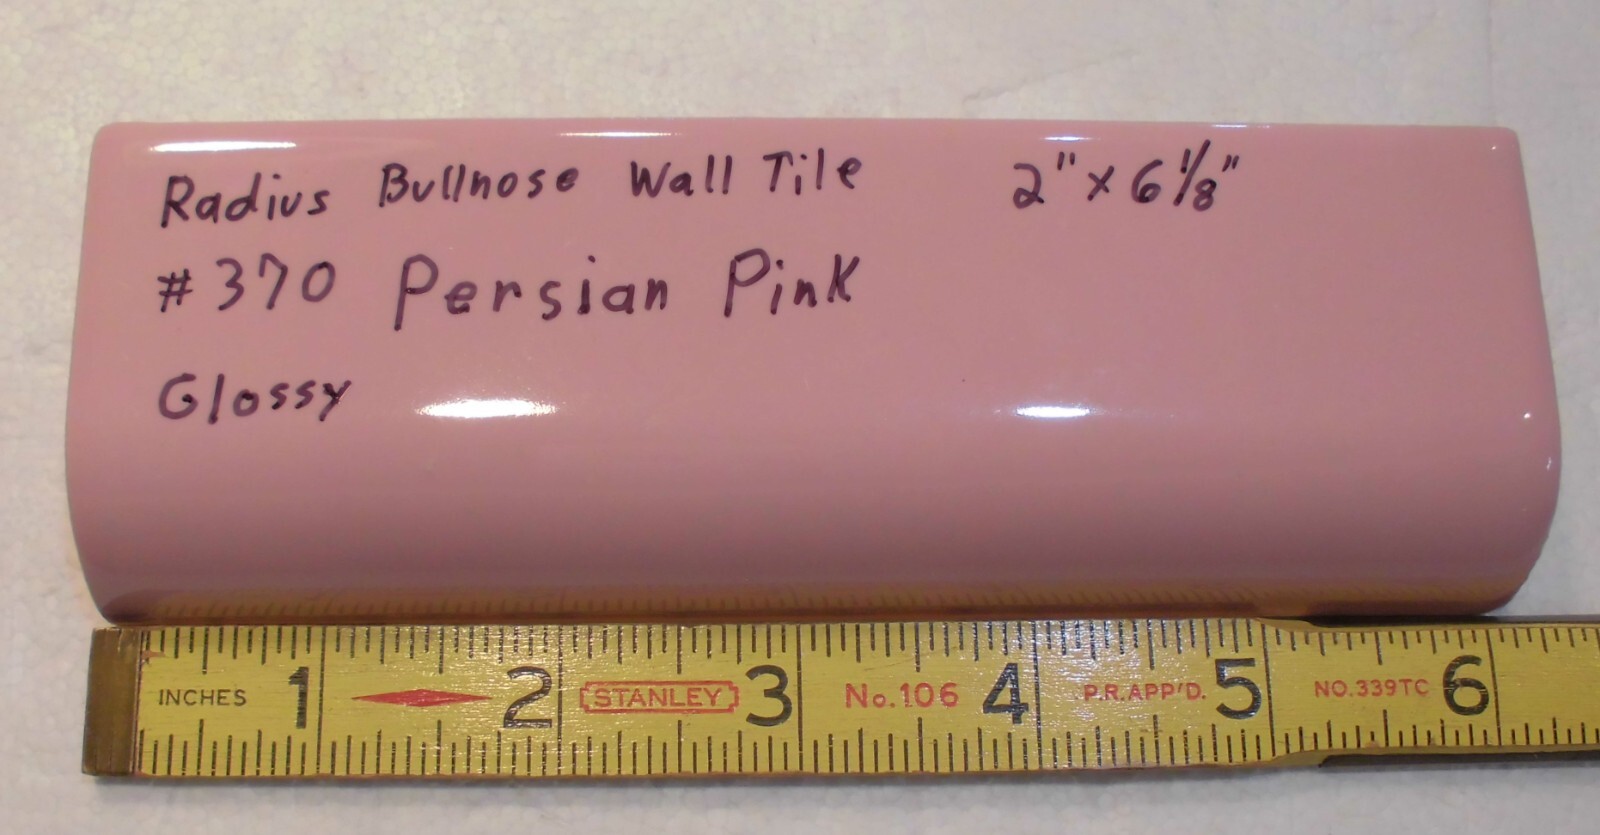 Radius Bullnose Wall Tile 2" x 6 1/8"
#370 Persian Pink
Glossy
INCHES 1 2 STANLEY 3 No.106 4 P.R.APP'D. 5 NO.339TC 6